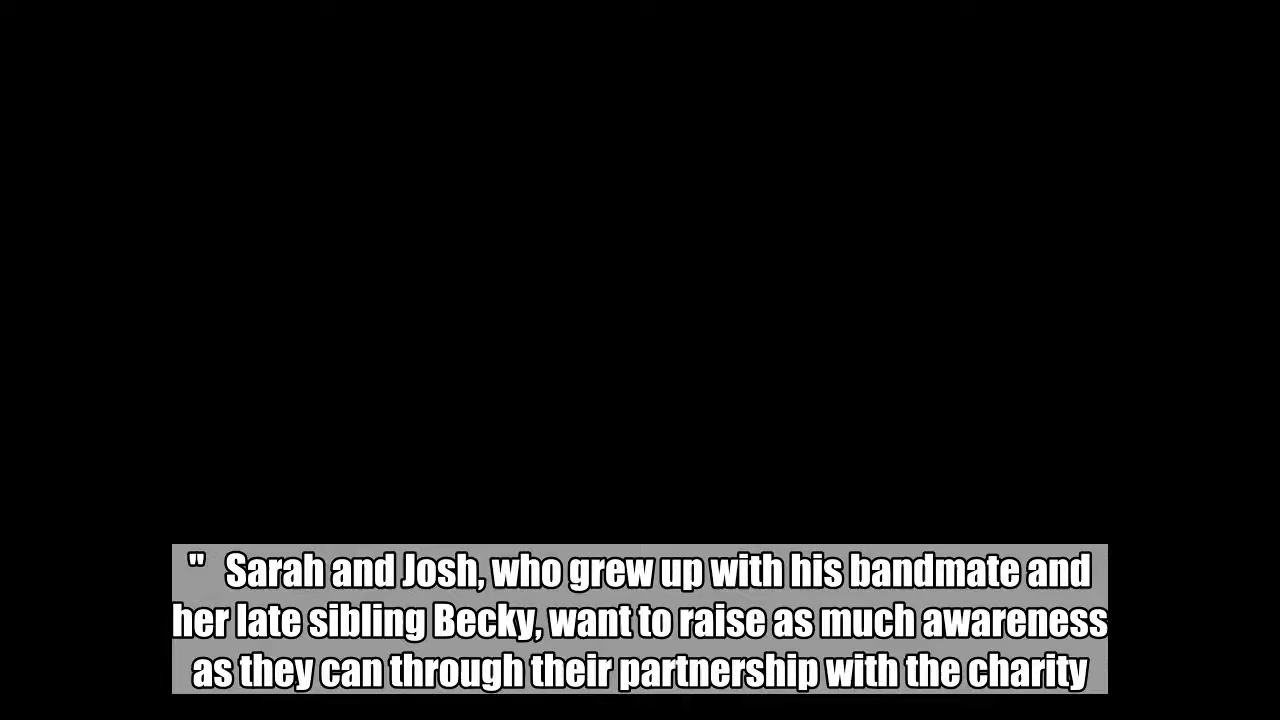 "   Sarah and Josh, who grew up with his bandmate and
her late sibling Becky, want to raise as much awareness
as they can through their partnership with the charity